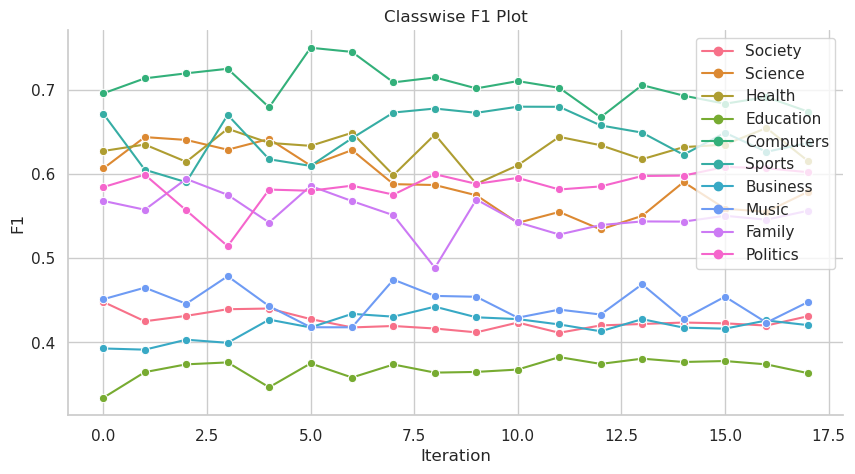 Classwise F1 Plot
F1
0.7
0.6
0.5
0.4
0.0
2.5
5.0
7.5
10.0
12.5
15.0
17.5
Iteration
Society
Science
Health
Education
Computers
Sports
Business
Music
Family
Politics